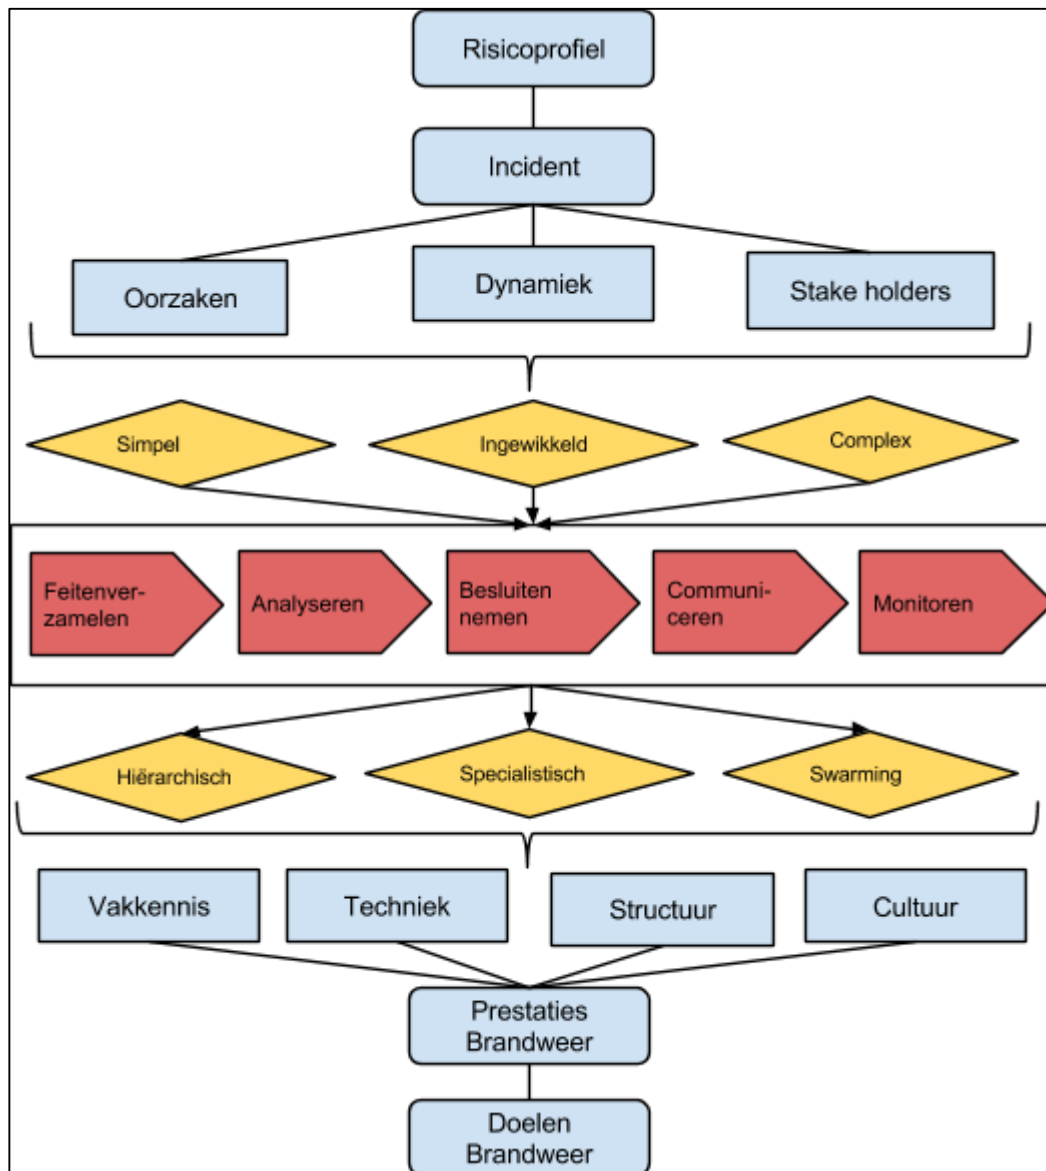 Risicoprofiel
Incident
Oorzaken
Dynamiek
Stake holders
Simpel
Ingewikkeld
Complex
Feitenver-
zamelen
Analyseren
Besluiten
nemen
Communi-
ceren
Monitoren
Hiërarchisch
Specialistisch
Swarming
Vakkennis
Techniek
Structuur
Cultuur
Prestaties
Brandweer
Doelen
Brandweer